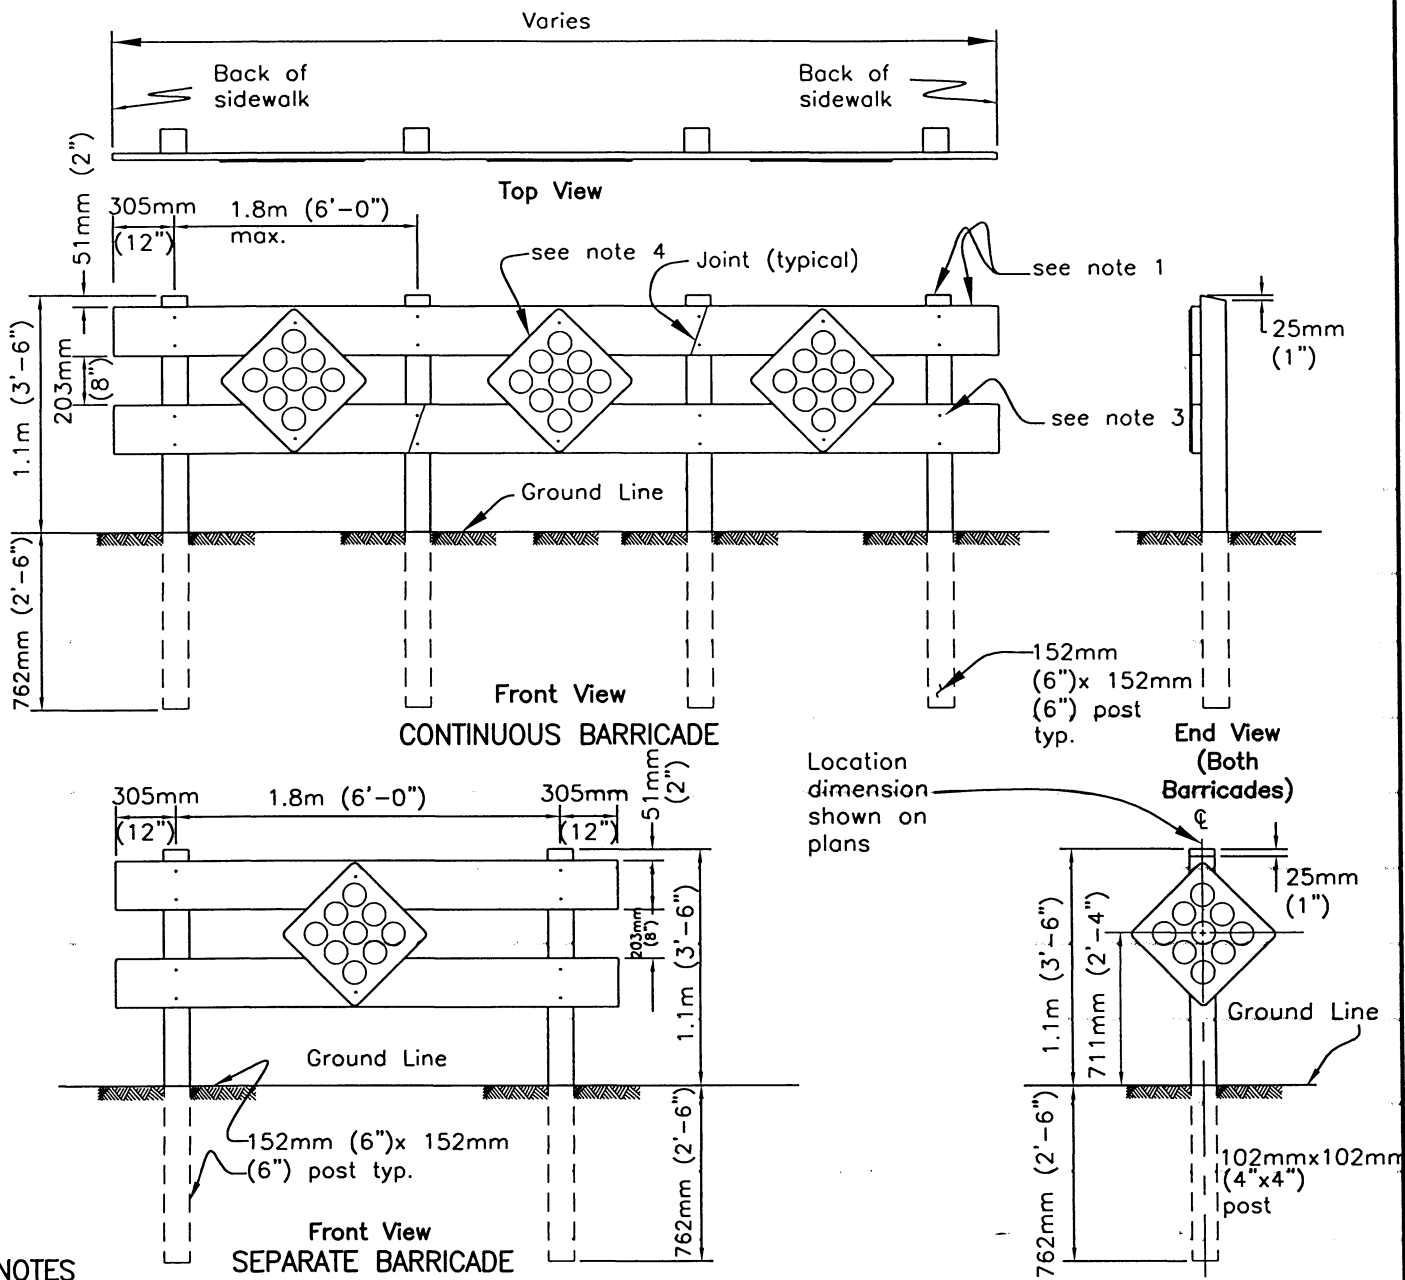 Varies
Back of
sidewalk
Back of
sidewalk
51mm (2")
Top View
305mm
(12")
1.8m (6'-0")
max.
see note 4
Joint (typical)
see note 1
25mm
(1")
1.1m (3'-6")
203mm
(8")
see note 3
Ground Line
762mm (2'-6")
152mm
(6")x 152mm
(6") post
typ.
Front View
CONTINUOUS BARRICADE
End View
(Both
Barricades)
Location
dimension
shown on
plans
℄
305mm
(12")
1.8m (6'-0")
305mm
(12")
51mm
(2")
203mm
(8")
1.1m (3'-6")
Ground Line
152mm (6")x 152mm
(6") post typ.
762mm (2'-6")
Front View
SEPARATE BARRICADE
25mm
(1")
1.1m (3'-6")
711mm (2'-4")
Ground Line
762mm (2'-6")
102mmx102mm
(4"x4")
post
NOTES